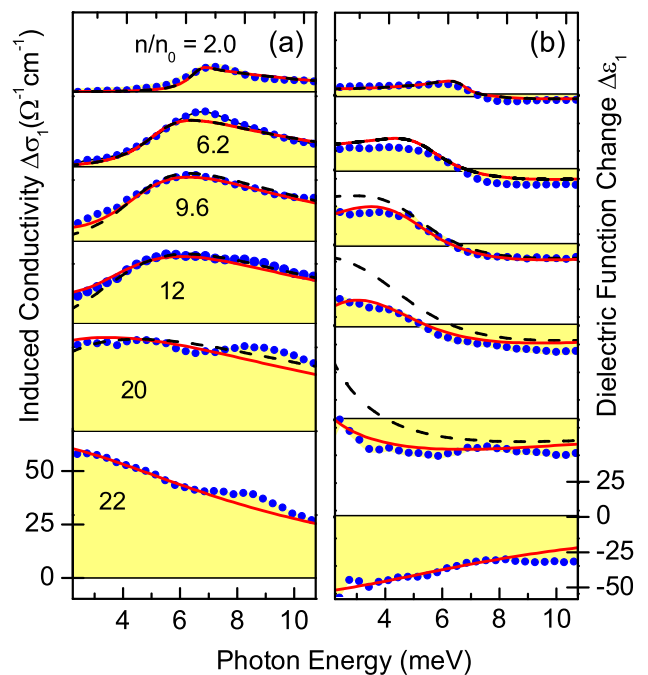 n/n₀ = 2.0 (a)
6.2
9.6
12
20
22
50
25
0
4 6 8 10
Induced Conductivity Δσ₁(Ω⁻¹cm⁻¹)
(b)
25
0
-25
-50
4 6 8 10
Dielectric Function Change Δε₁
Photon Energy (meV)